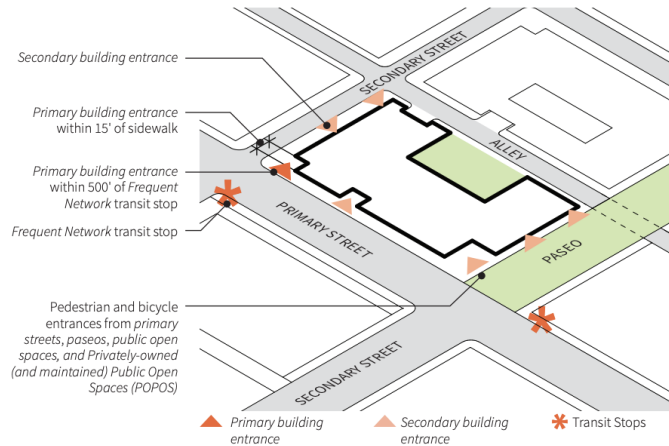 Secondary building entrance
Primary building entrance
within 15' of sidewalk
Primary building entrance
within 500' of Frequent
Network transit stop
Frequent Network transit stop
Pedestrian and bicycle
entrances from primary
streets, paseos, public open
spaces, and Privately-owned
(and maintained) Public Open
Spaces (POPOS)
SECONDARY STREET
ALLEY
PRIMARY STREET
PASEO
SECONDARY STREET
Primary building
entrance
Secondary building
entrance
Transit Stops